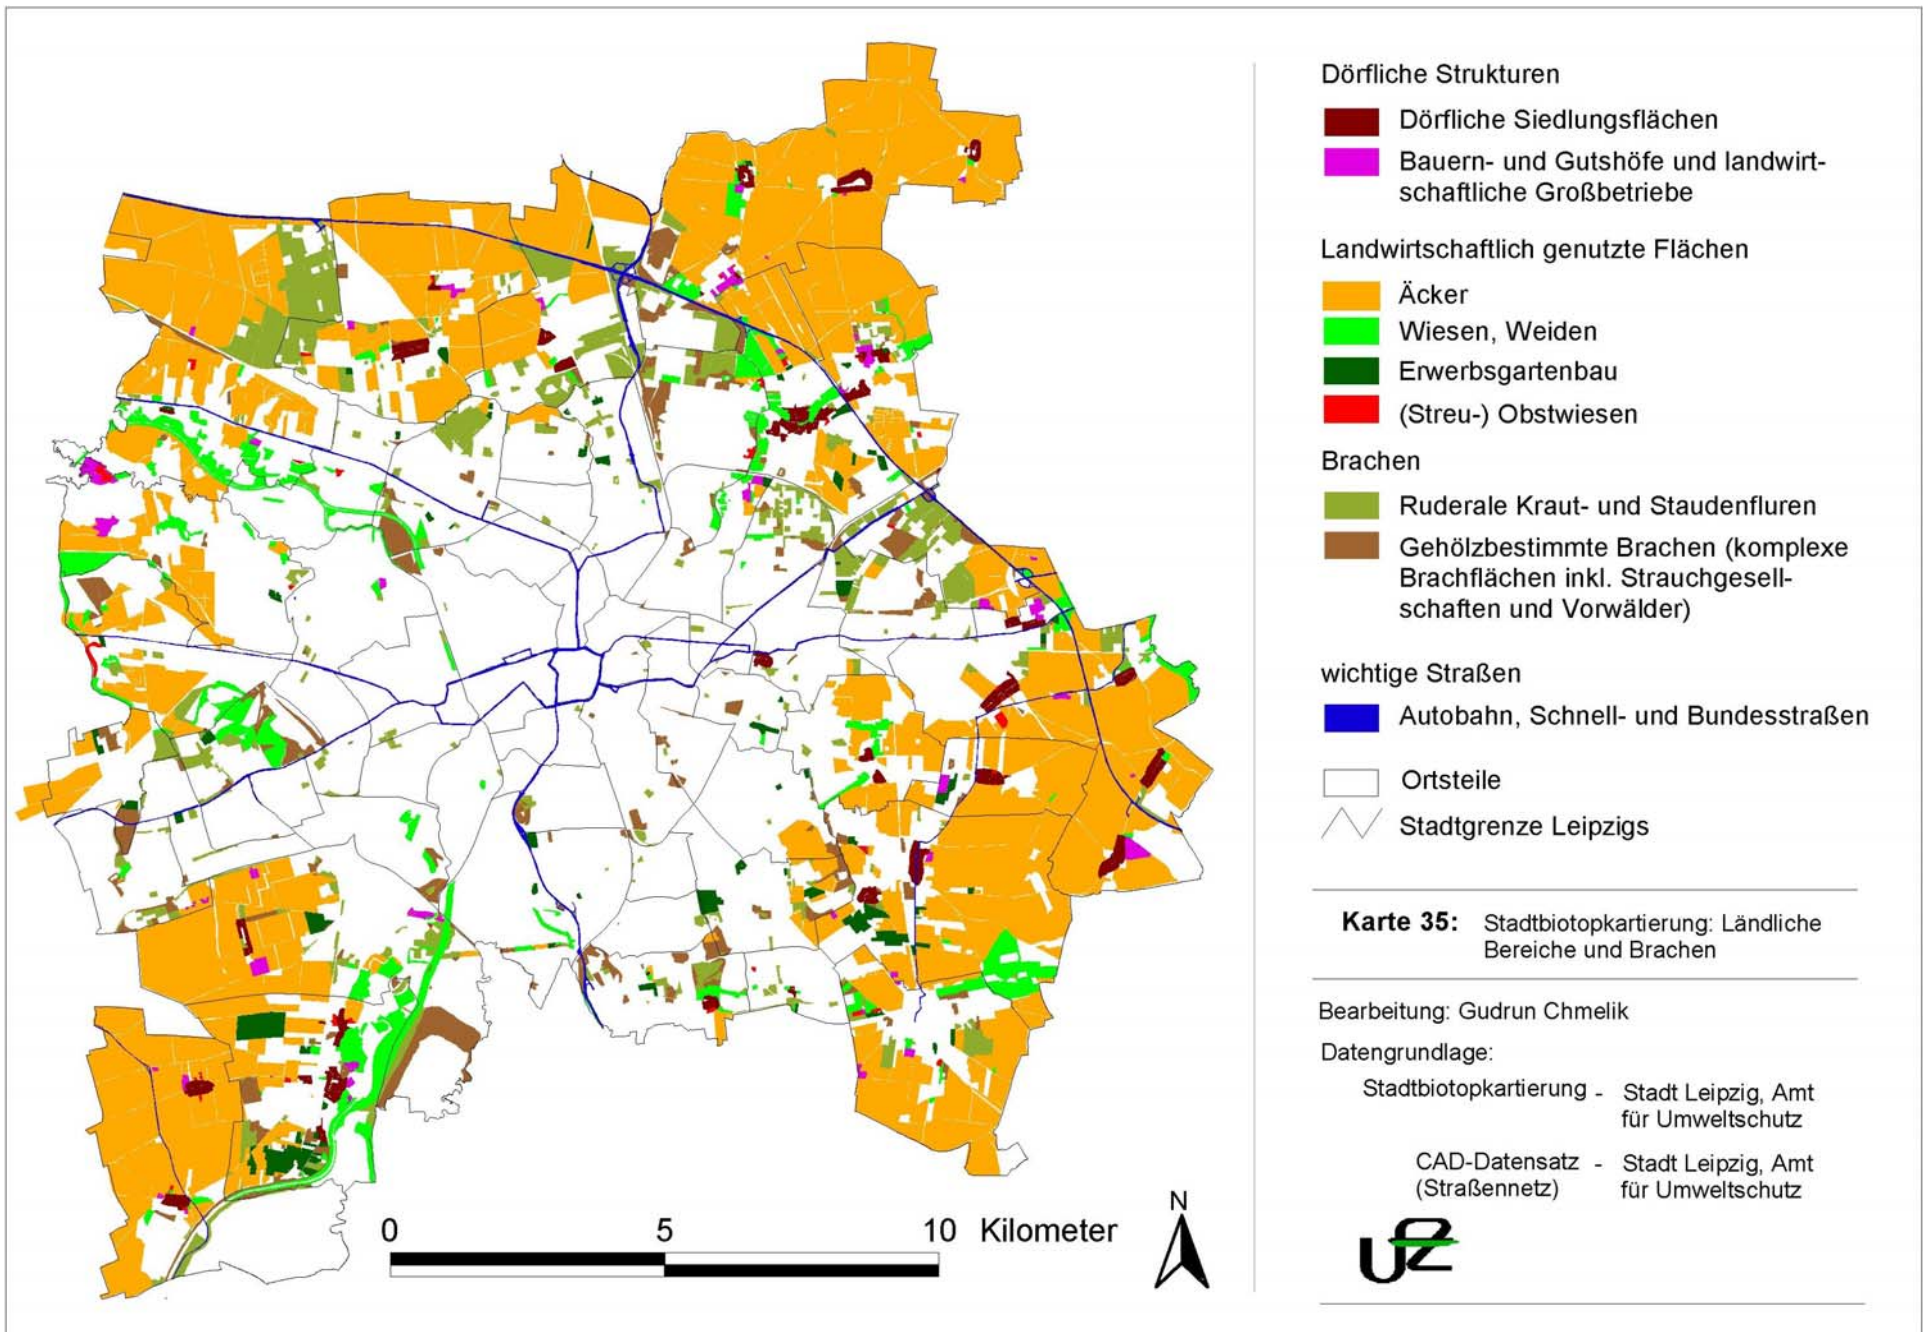 Dörfliche Strukturen
Dörfliche Siedlungsflächen
Bauern- und Gutshöfe und landwirt-
schaftliche Großbetriebe
Landwirtschaftlich genutzte Flächen
Äcker
Wiesen, Weiden
Erwerbsgartenbau
(Streu-) Obstwiesen
Brachen
Ruderale Kraut- und Staudenfluren
Gehölzbestimmte Brachen (komplexe
Brachflächen inkl. Strauchgesell-
schaften und Vorwälder)
wichtige Straßen
Autobahn, Schnell- und Bundesstraßen
Ortsteile
Stadtgrenze Leipzigs
Karte 35: Stadtbiotopkartierung: Ländliche
Bereiche und Brachen
Bearbeitung: Gudrun Chmelik
Datengrundlage:
Stadtbiotopkartierung - Stadt Leipzig, Amt
für Umweltschutz
CAD-Datensatz - Stadt Leipzig, Amt
(Straßennetz) für Umweltschutz
UFZ
N
0 5 10 Kilometer